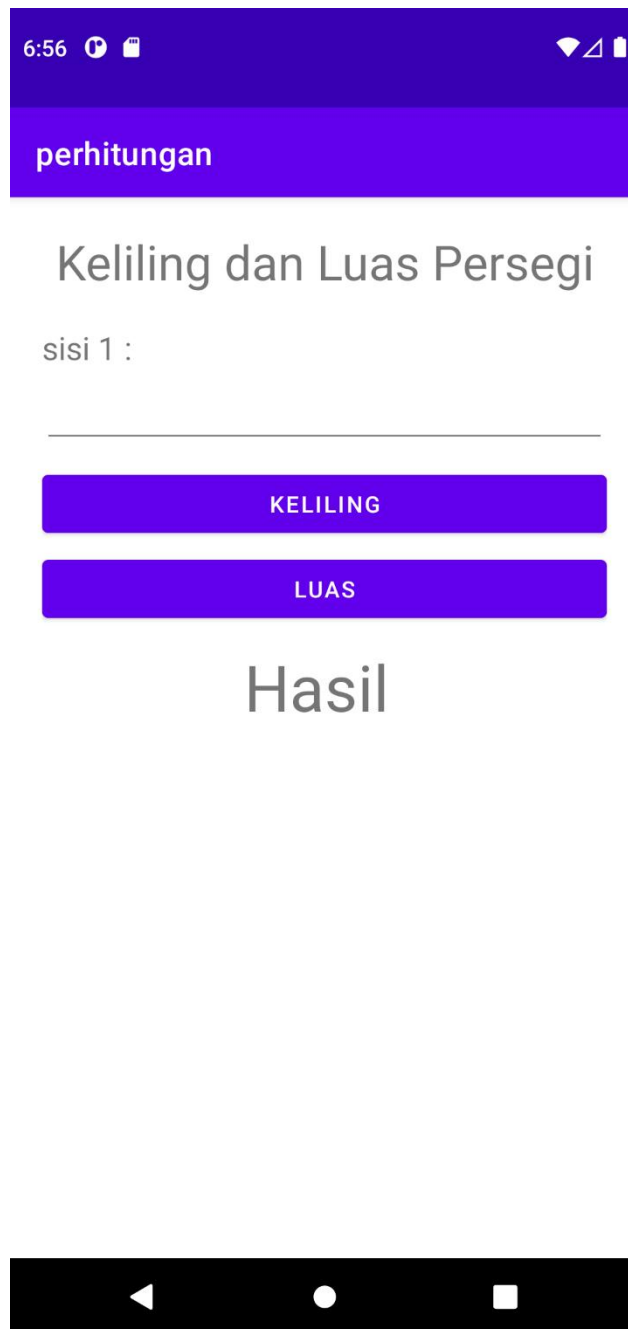 6:56
perhitungan
Keliling dan Luas Persegi
sisi 1 :
KELILING
LUAS
Hasil